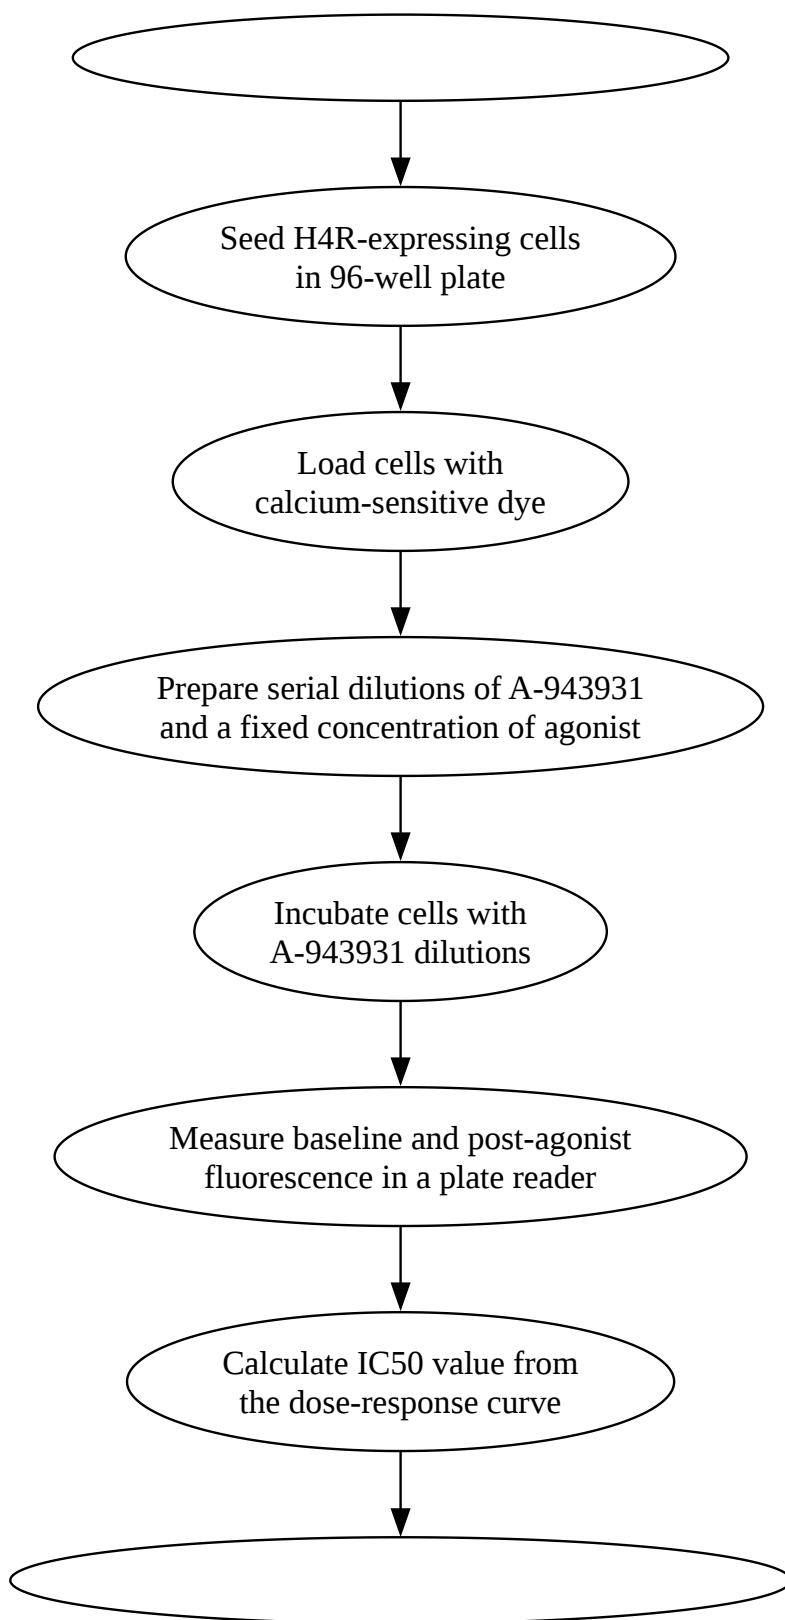 Seed H4R-expressing cells
in 96-well plate
Load cells with
calcium-sensitive dye
Prepare serial dilutions of A-943931
and a fixed concentration of agonist
Incubate cells with
A-943931 dilutions
Measure baseline and post-agonist
fluorescence in a plate reader
Calculate IC50 value from
the dose-response curve